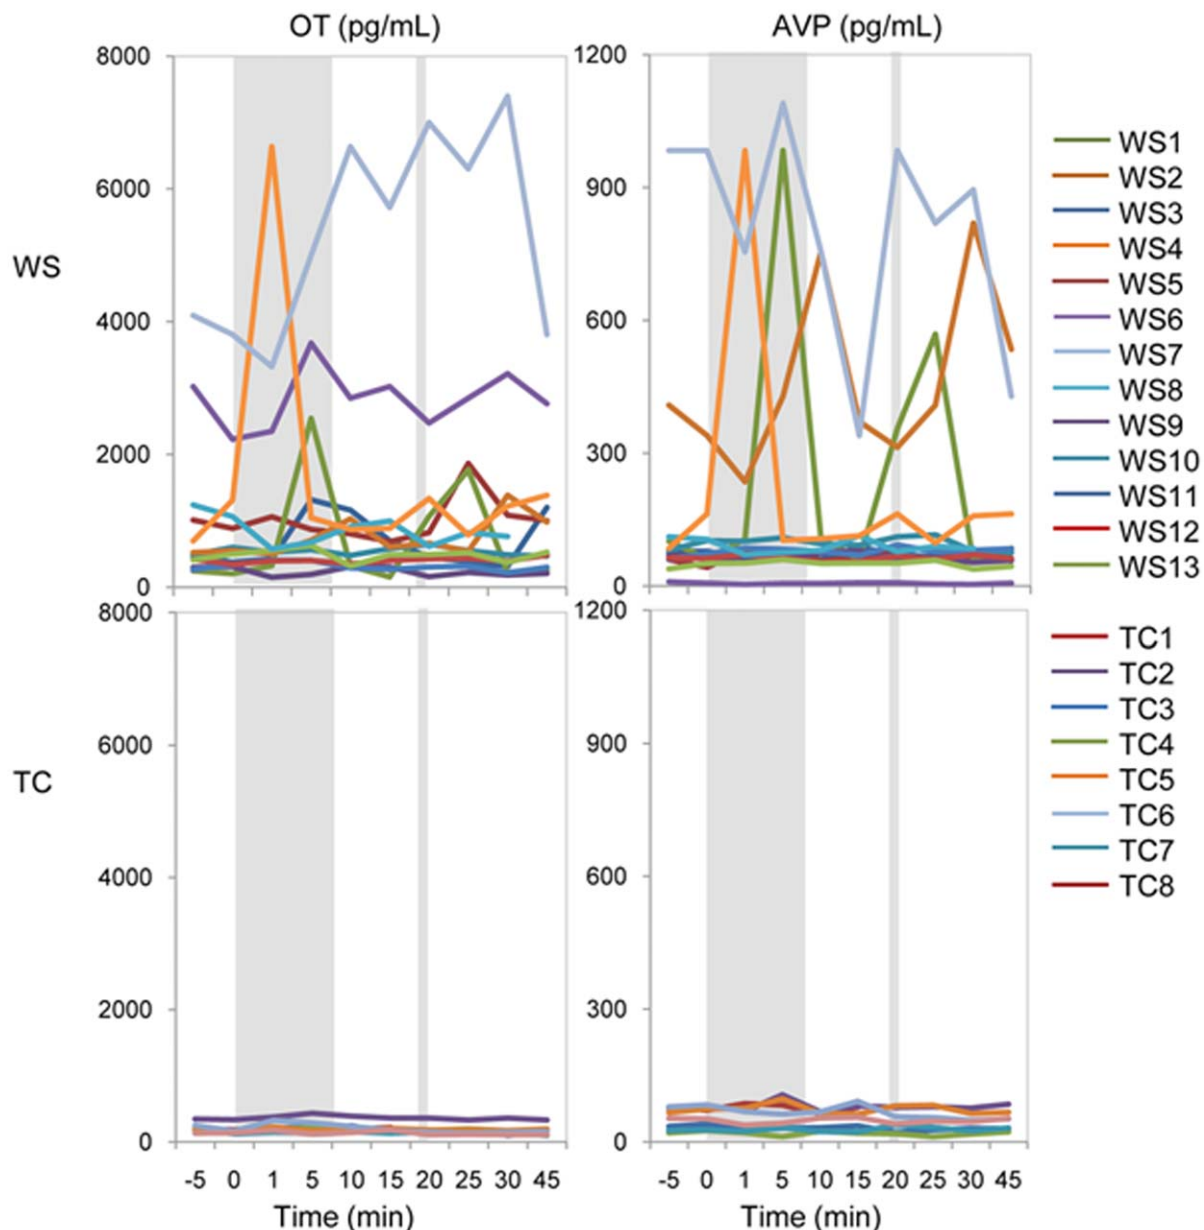 OT (pg/mL)
AVP (pg/mL)
8000
6000
4000
2000
0
1200
900
600
300
0
WS
WS1
WS2
WS3
WS4
WS5
WS6
WS7
WS8
WS9
WS10
WS11
WS12
WS13
8000
6000
4000
2000
0
1200
900
600
300
0
TC
TC1
TC2
TC3
TC4
TC5
TC6
TC7
TC8
-5 0 1 5 10 15 20 25 30 45
-5 0 1 5 10 15 20 25 30 45
Time (min)
Time (min)